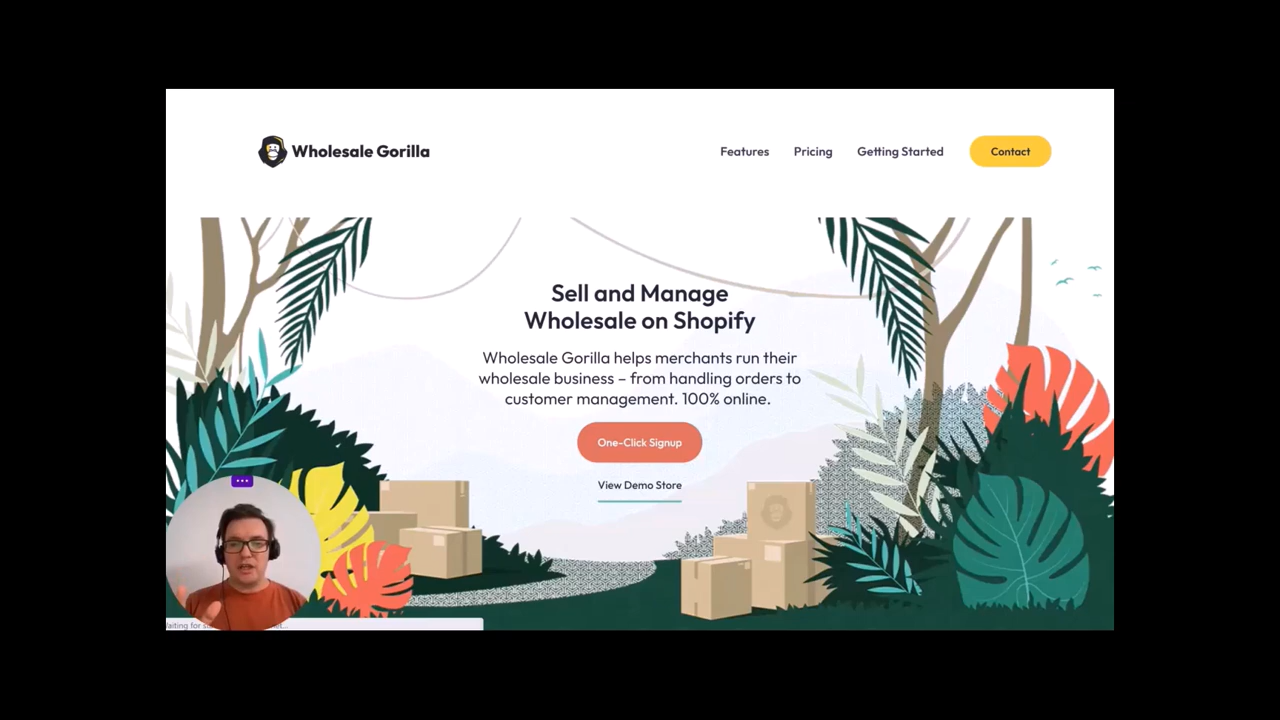 Wholesale Gorilla
Features
Pricing
Getting Started
Contact
Sell and Manage
Wholesale on Shopify
Wholesale Gorilla helps merchants run their
wholesale business – from handling orders to
customer management. 100% online.
One-Click Signup
View Demo Store
for